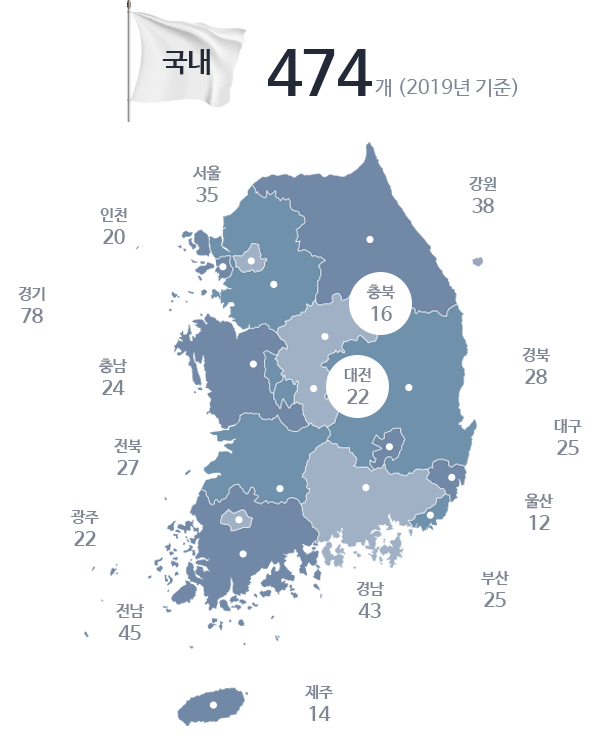 국내
474개 (2019년 기준)
서울
35
강원
38
인천
20
경기
78
충북
16
충남
24
대전
22
경북
28
대구
25
전북
27
울산
12
광주
22
부산
25
경남
43
전남
45
제주
14